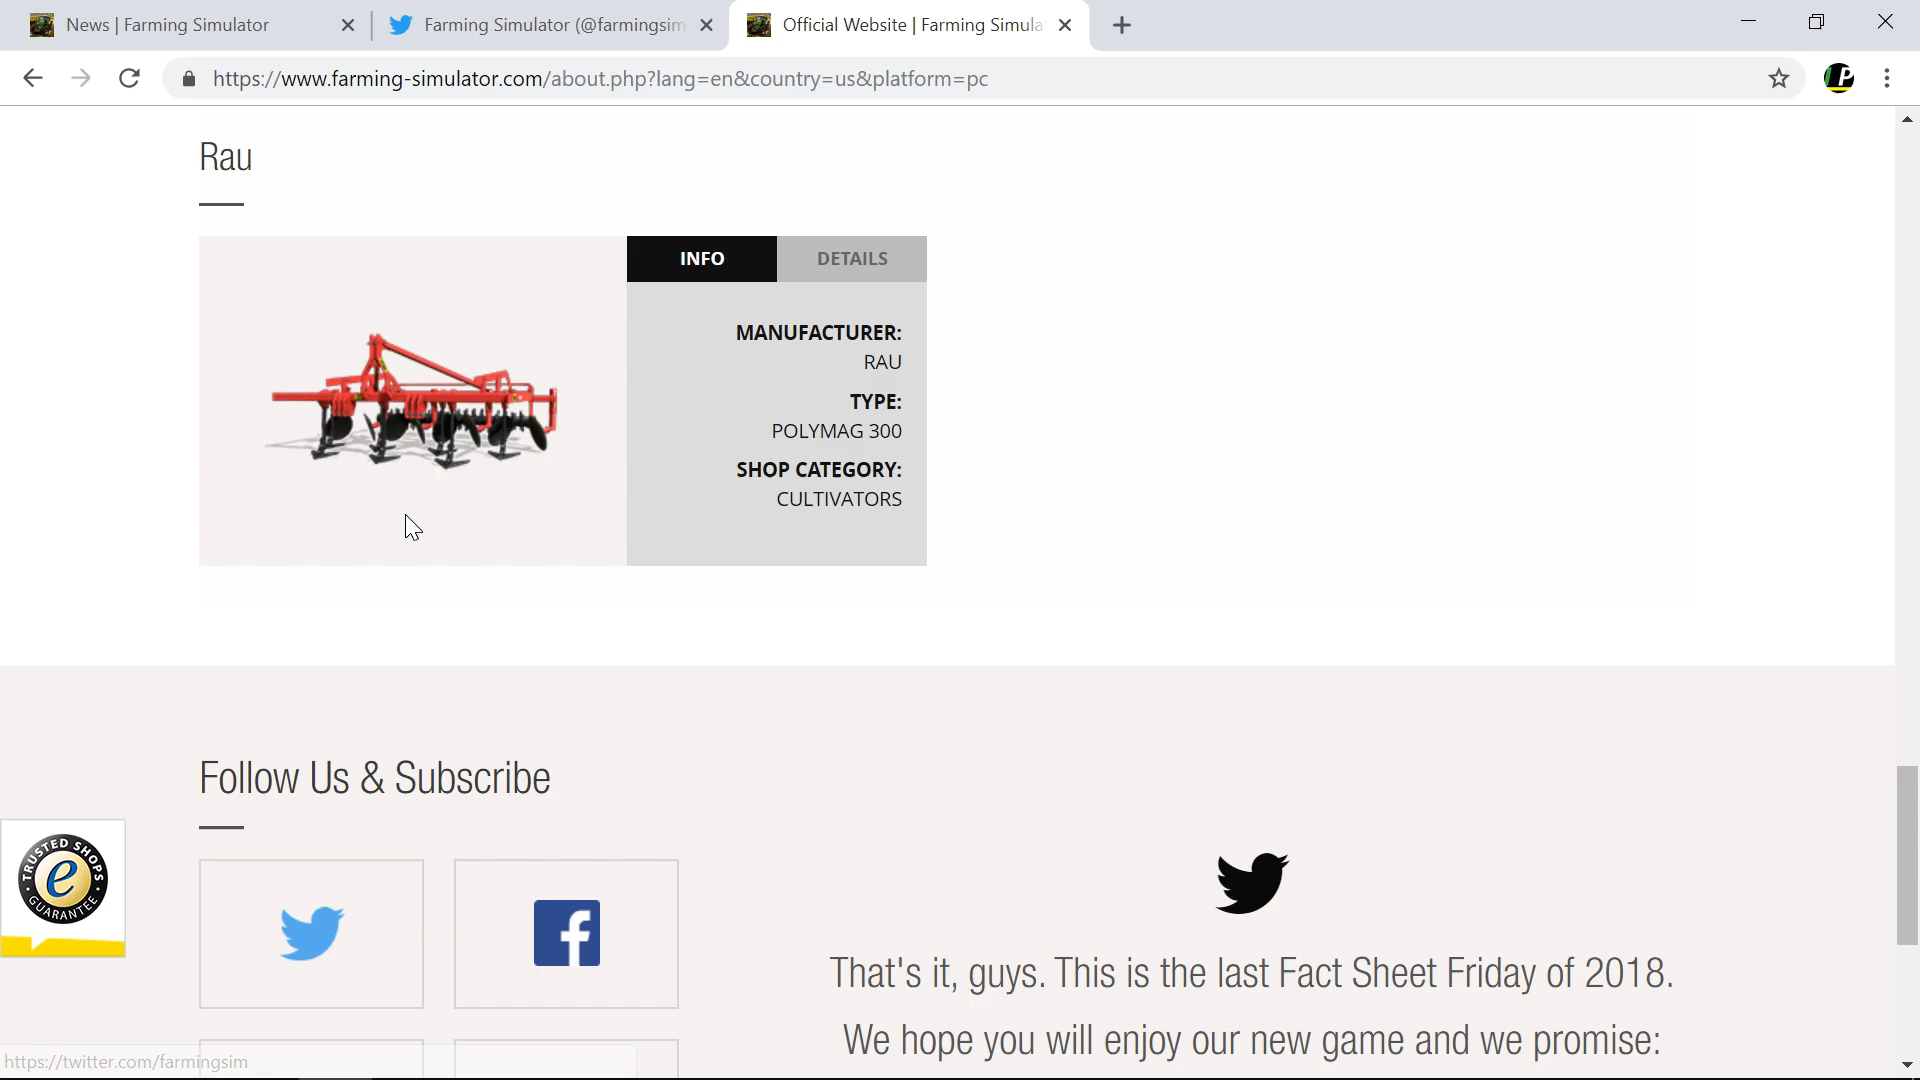 News | Farming Simulator
Farming Simulator (@farmingsim
Official Website | Farming Simula
https://www.farming-simulator.com/about.php?lang=en&country=us&platform=pc
LP
Rau
INFO
DETAILS
MANUFACTURER:
RAU
TYPE:
POLYMAG 300
SHOP CATEGORY:
CULTIVATORS
Follow Us & Subscribe
TRUSTED SHOPS
e
GUARANTEE
f
That's it, guys. This is the last Fact Sheet Friday of 2018.
We hope you will enjoy our new game and we promise:
https://twitter.com/farmingsim